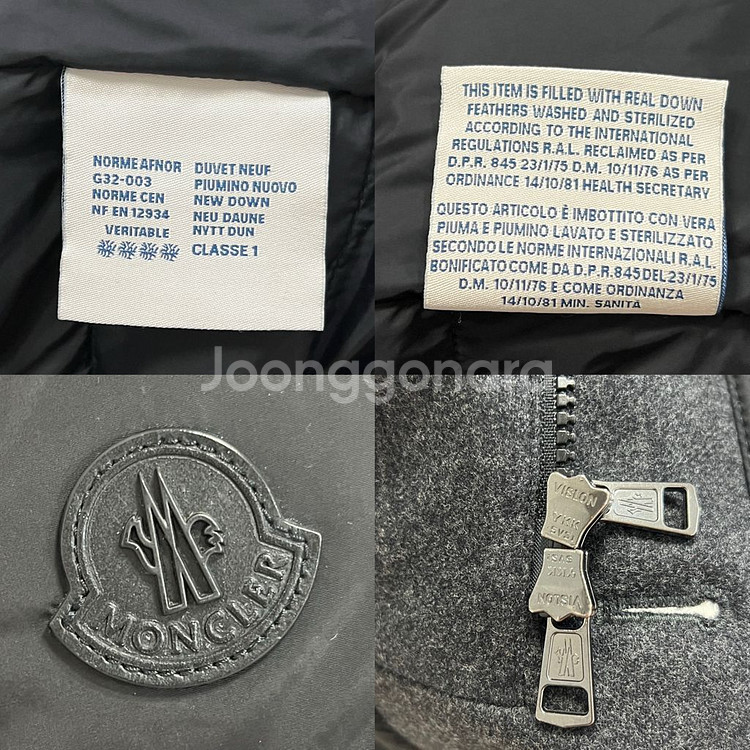 NORME AFNOR
G32-003
NORME CEN
NF EN 12934
VERITABLE
DUVET NEUF
PIUMINO NUOVO
NEW DOWN
NEU DAUNE
NYTT DUN
CLASSE 1
THIS ITEM IS FILLED WITH REAL DOWN
FEATHERS WASHED AND STERILIZED
ACCORDING TO THE INTERNATIONAL
REGULATIONS R.A.L. RECLAIMED AS PER
D.P.R. 845 23/1/75 D.M. 10/11/76 AS PER
ORDINANCE 14/10/81 HEALTH SECRETARY
QUESTO ARTICOLO È IMBOTTITO CON VERA
PIUMA E PIUMINO LAVATO E STERILIZZATO
SECONDO LE NORME INTERNAZIONALI R.A.L.
BONIFICATO COME DA D.P.R. 845 DEL 23/1/75
D.M. 10/11/76 E COME ORDINANZA
14/10/81 MIN. SANITÀ
Joonggonara
MONCLER
VISLON
YKK
YKK
VISLON